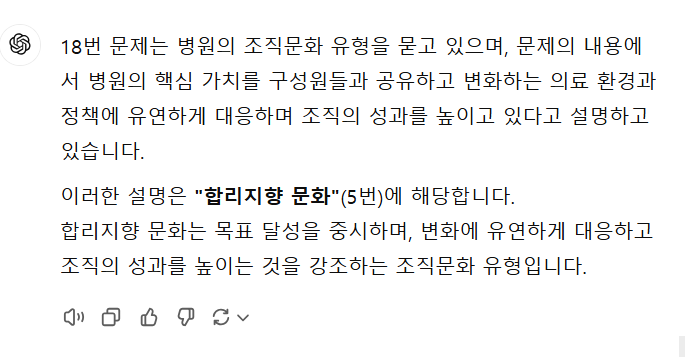 18번 문제는 병원의 조직문화 유형을 묻고 있으며, 문제의 내용에
서 병원의 핵심 가치를 구성원들과 공유하고 변화하는 의료 환경과
정책에 유연하게 대응하며 조직의 성과를 높이고 있다고 설명하고
있습니다.
이러한 설명은 "합리지향 문화"(5번)에 해당합니다.
합리지향 문화는 목표 달성을 중시하며, 변화에 유연하게 대응하고
조직의 성과를 높이는 것을 강조하는 조직문화 유형입니다.